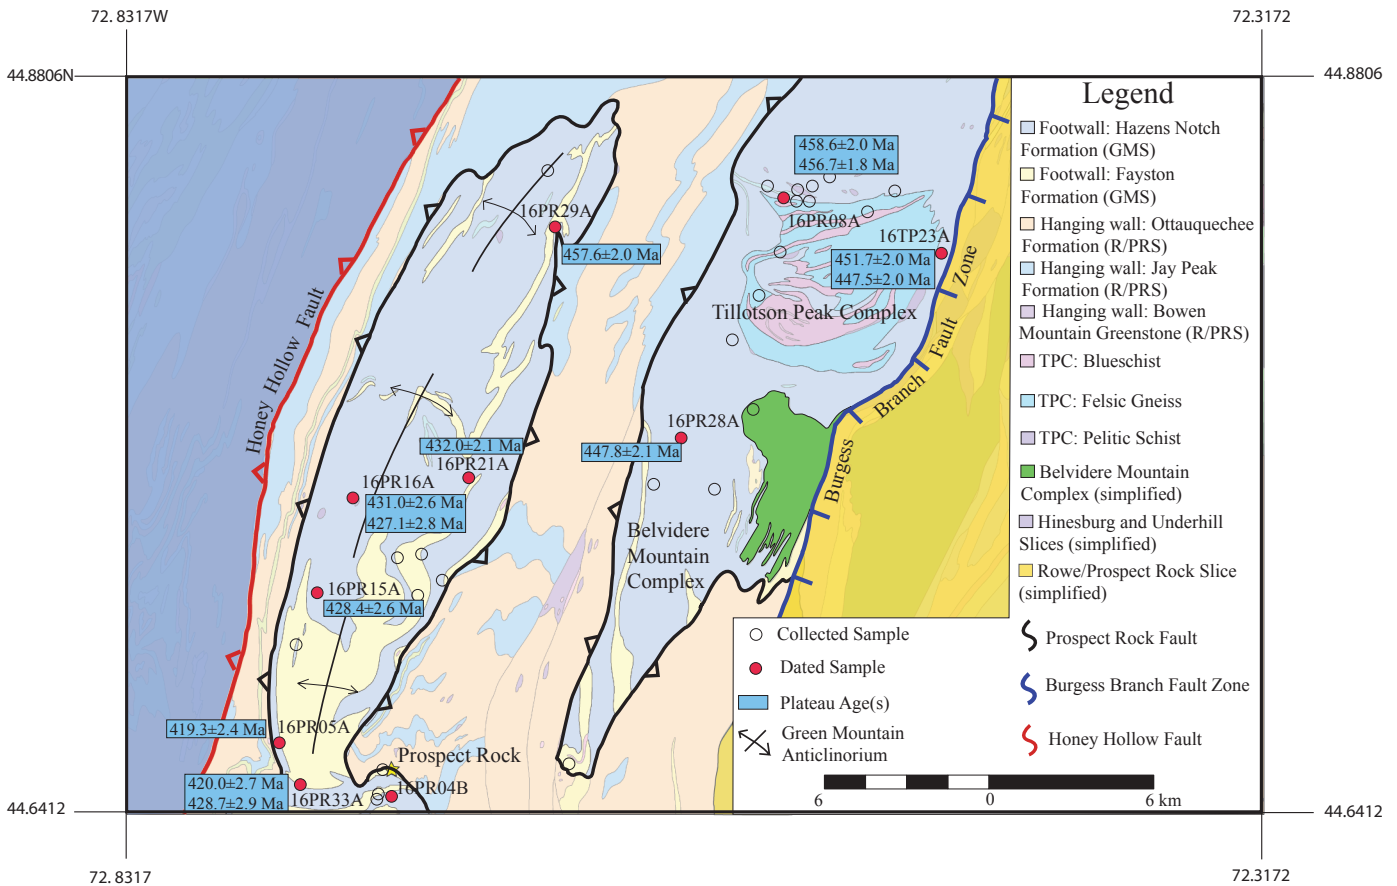 72. 8317W
72.3172
44.8806N
44.8806
Legend
Footwall: Hazens Notch
Formation (GMS)
Footwall: Fayston
Formation (GMS)
Hanging wall: Ottauquechee
Formation (R/PRS)
Hanging wall: Jay Peak
Formation (R/PRS)
Hanging wall: Bowen
Mountain Greenstone (R/PRS)
TPC: Blueschist
TPC: Felsic Gneiss
TPC: Pelitic Schist
Belvidere Mountain
Complex (simplified)
Hinesburg and Underhill
Slices (simplified)
Rowe/Prospect Rock Slice
(simplified)
Prospect Rock Fault
Burgess Branch Fault Zone
Honey Hollow Fault
Collected Sample
Dated Sample
Plateau Age(s)
Green Mountain
Anticlinorium
6
0
6 km
458.6±2.0 Ma
456.7±1.8 Ma
16PR08A
16PR29A
457.6±2.0 Ma
16TP23A
451.7±2.0 Ma
447.5±2.0 Ma
Tillotson Peak Complex
Honey Hollow Fault
Burgess Branch Fault Zone
16PR28A
447.8±2.1 Ma
432.0±2.1 Ma
16PR21A
16PR16A
431.0±2.6 Ma
427.1±2.8 Ma
Belvidere
Mountain
Complex
16PR15A
428.4±2.6 Ma
419.3±2.4 Ma
16PR05A
Prospect Rock
420.0±2.7 Ma
428.7±2.9 Ma
16PR33A
16PR04B
44.6412
44.6412
72. 8317
72.3172